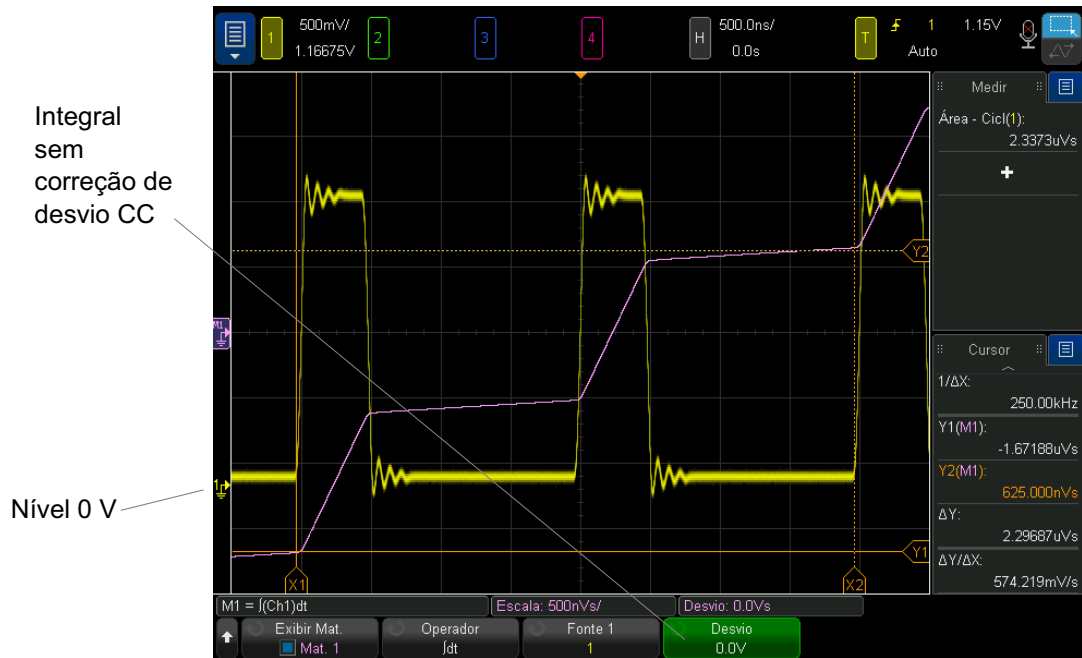 500mV/
1
1.16675V
2
3
4
H
500.0ns/
0.0s
T
1
1.15V
Auto
Integral
sem
correção de
desvio CC
Nível 0 V
Medir
Área - Cicl(1):
2.3373uVs
+
Y2
M1
Cursor
1/ΔX:
250.00kHz
Y1(M1):
-1.67188uVs
Y2(M1):
625.000nVs
ΔY:
2.29687uVs
ΔY/ΔX:
574.219mV/s
1
Y1
X1
X2
M1 = ∫(Ch1)dt
Escala: 500nVs/
Desvio: 0.0Vs
Exibir Mat.
Mat. 1
Operador
∫dt
Fonte 1
1
Desvio
0.0V